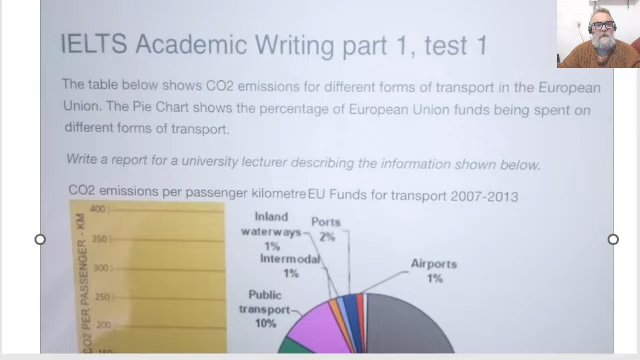 IELTS Academic Writing part 1, test 1
The table below shows CO2 emissions for different forms of transport in the European
Union. The Pie Chart shows the percentage of European Union funds being spent on
different forms of transport.
Write a report for a university lecturer describing the information shown below.
CO2 emissions per passenger kilometre EU Funds for transport 2007-2013
400
350
300
250
200
150
CO2 PER PASSENGER - KM
Inland
waterways
1%
Ports
2%
Intermodal
1%
Airports
1%
Public
transport
10%